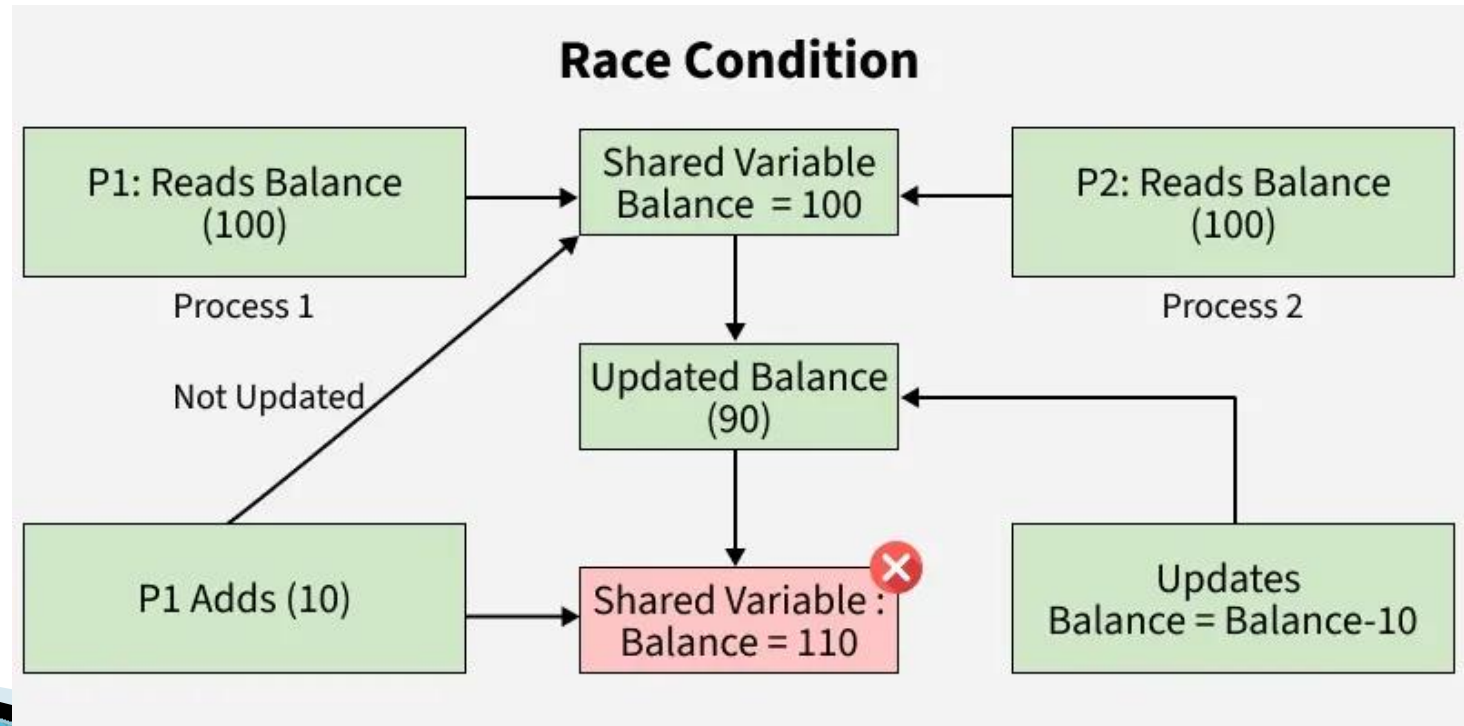 Race Condition
P1: Reads Balance
(100)
Shared Variable
Balance = 100
P2: Reads Balance
(100)
Process 1
Process 2
Not Updated
Updated Balance
(90)
P1 Adds (10)
Shared Variable :
Balance = 110
Updates
Balance = Balance-10